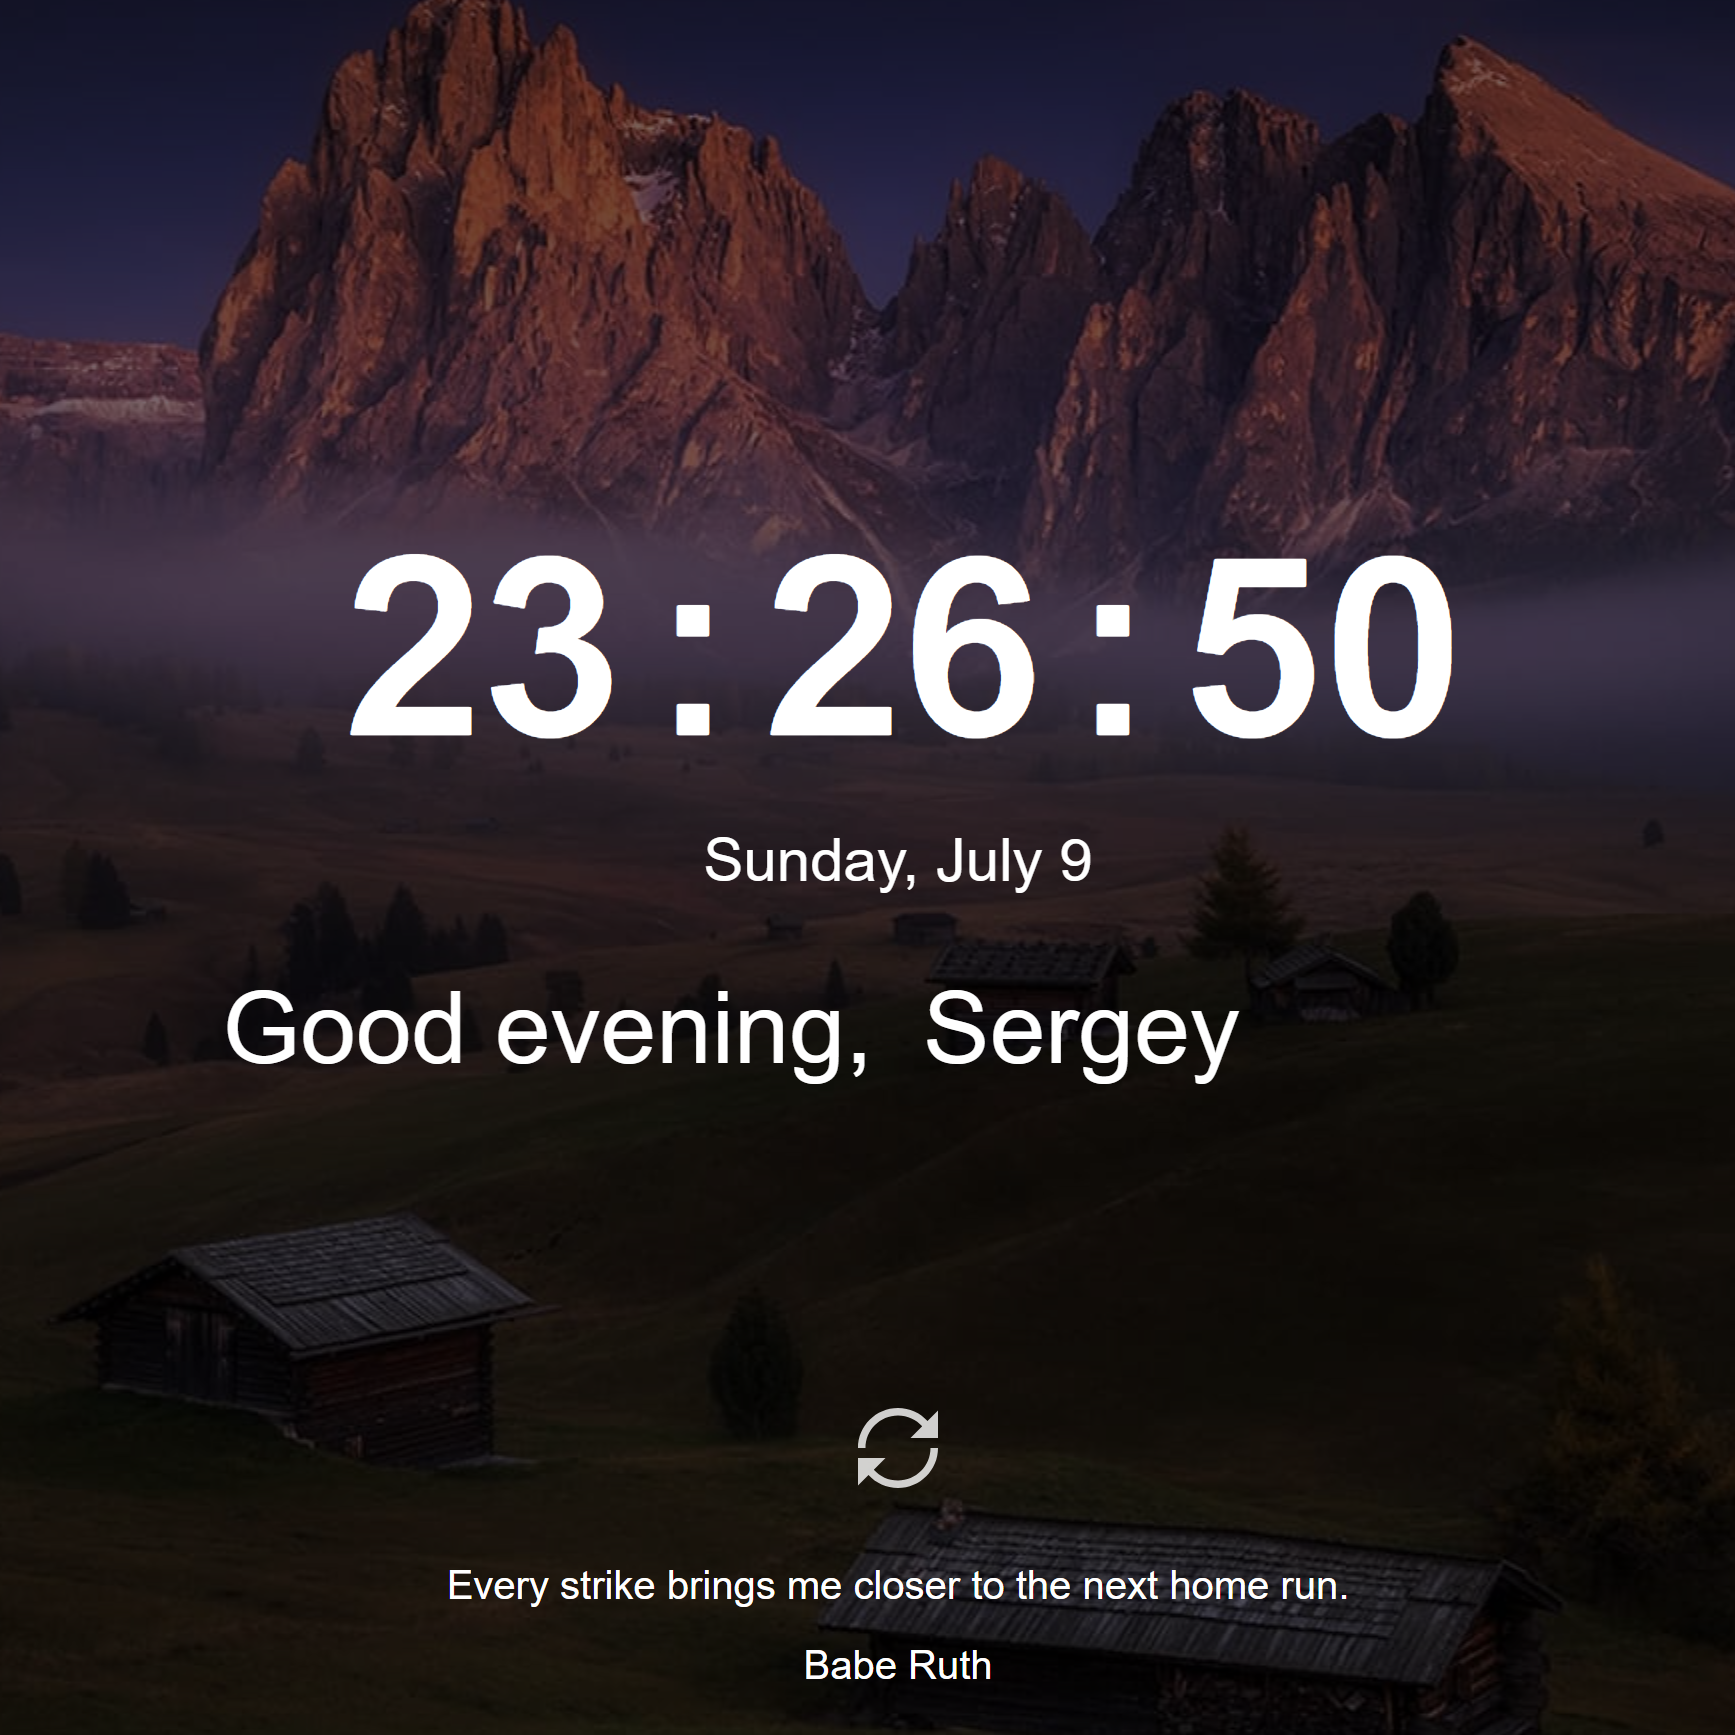 23:26:50
Sunday, July 9
Good evening, Sergey
Every strike brings me closer to the next home run.
Babe Ruth